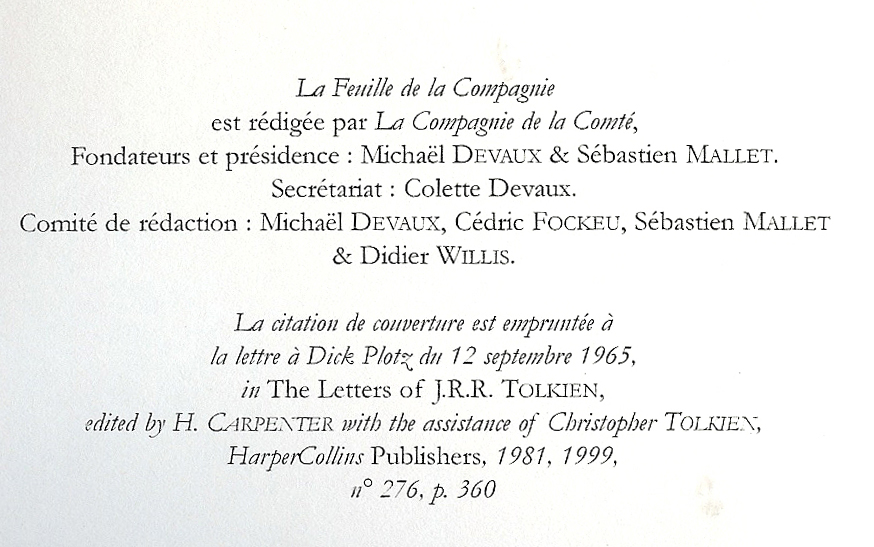 La Feuille de la Compagnie
est rédigée par La Compagnie de la Comté,
Fondateurs et présidence : Michaël DEVAUX & Sébastien MALLET.
Secrétariat : Colette Devaux.
Comité de rédaction : Michaël DEVAUX, Cédric FOCKEU, Sébastien MALLET
& Didier WILLIS.
La citation de couverture est empruntée à
la lettre à Dick Plotz du 12 septembre 1965,
in The Letters of J.R.R. TOLKIEN,
edited by H. CARPENTER with the assistance of Christopher TOLKIEN,
HarperCollins Publishers, 1981, 1999,
n° 276, p. 360